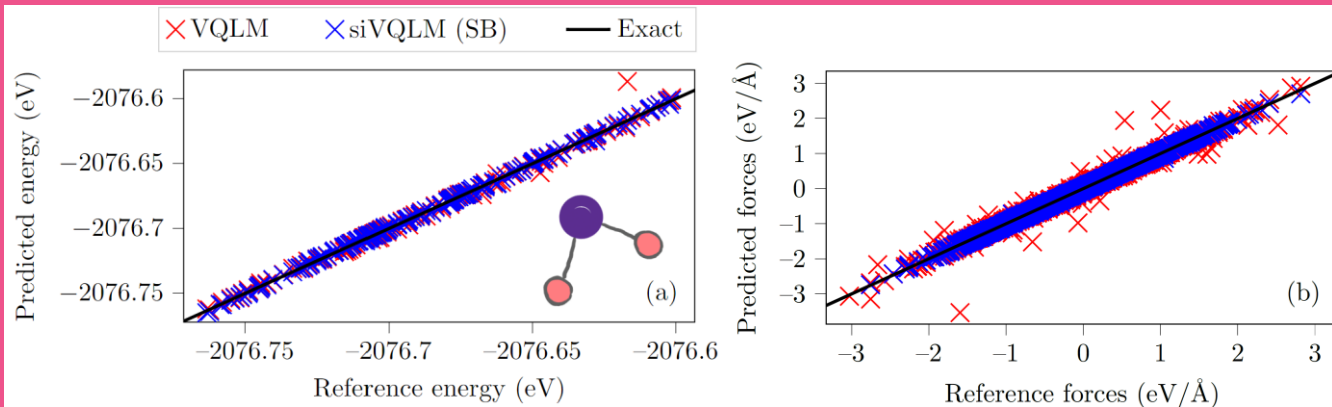 VQLM
siVQLM (SB)
Exact
Predicted energy (eV)
−2076.6
−2076.65
−2076.7
−2076.75
(a)
−2076.75
−2076.7
−2076.65
−2076.6
Reference energy (eV)
Predicted forces (eV/Å)
3
2
1
0
−1
−2
−3
(b)
−3
−2
−1
0
1
2
3
Reference forces (eV/Å)